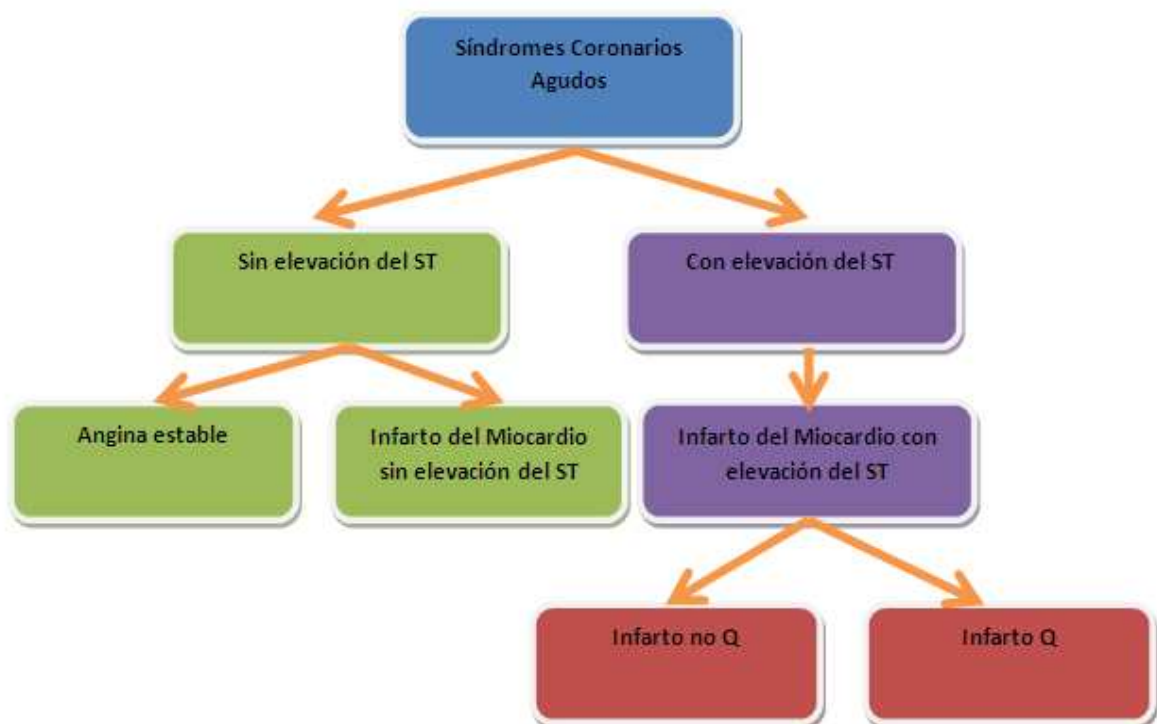 Síndromes Coronarios
Agudos
Sin elevación del ST
Con elevación del ST
Angina estable
Infarto del Miocardio
sin elevación del ST
Infarto del Miocardio con
elevación del ST
Infarto no Q
Infarto Q